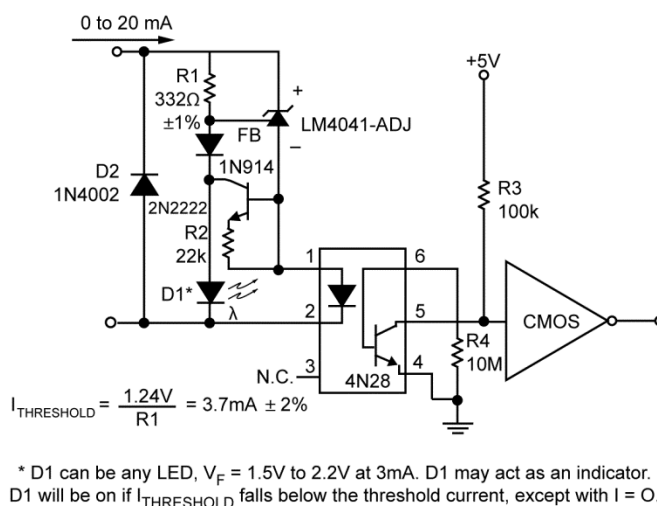 0 to 20 mA
R1
332Ω
±1%
FB
+
LM4041-ADJ
–
+5V
D2
1N4002
1N914
2N2222
R2
22k
R3
100k
1
6
D1*
λ
2
5
CMOS
R4
10M
N.C.
3
4
4N28
I THRESHOLD = 1.24V / R1 = 3.7mA ± 2%
* D1 can be any LED, VF = 1.5V to 2.2V at 3mA. D1 may act as an indicator.
D1 will be on if I THRESHOLD falls below the threshold current, except with I = O.